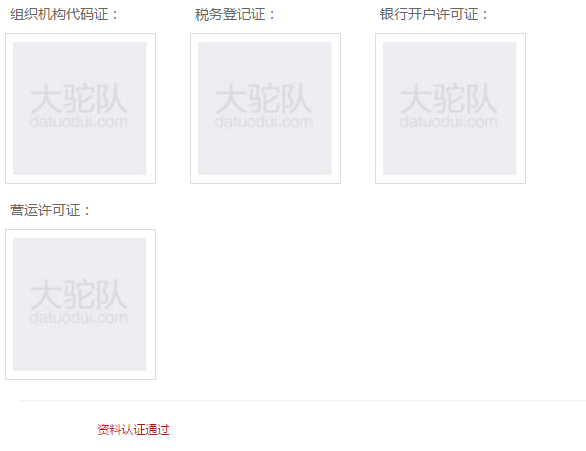 组织机构代码证：
税务登记证：
银行开户许可证：
大驼队
datuodui.com
大驼队
datuodui.com
大驼队
datuodui.com
营运许可证：
大驼队
datuodui.com
资料认证通过